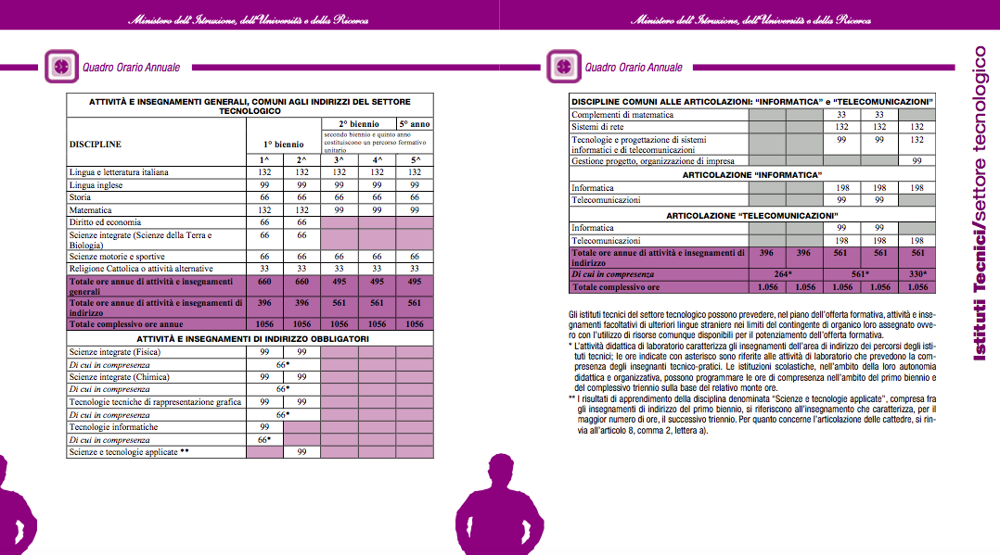 Ministero dell'Istruzione, dell'Università e della Ricerca
Quadro Orario Annuale
ATTIVITÀ E INSEGNAMENTI GENERALI, COMUNI AGLI INDIRIZZI DEL SETTORE
TECNOLOGICO
DISCIPLINE
1° biennio
2° biennio
5° anno
secondo biennio e quinto anno
costituiscono un percorso formativo
unitario
1^ 2^ 3^ 4^ 5^
Lingua e letteratura italiana 132 132 132 132 132
Lingua inglese 99 99 99 99 99
Storia 66 66 66 66 66
Matematica 132 132 99 99 99
Diritto ed economia 66 66
Scienze integrate (Scienze della Terra e
Biologia) 66 66
Scienze motorie e sportive 66 66 66 66 66
Religione Cattolica o attività alternative 33 33 33 33 33
Totale ore annue di attività e insegnamenti
generali 660 660 495 495 495
Totale ore annue di attività e insegnamenti di
indirizzo 396 396 561 561 561
Totale complessivo ore annue 1056 1056 1056 1056 1056
ATTIVITÀ E INSEGNAMENTI DI INDIRIZZO OBBLIGATORI
Scienze integrate (Fisica) 99 99
Di cui in compresenza 66*
Scienze integrate (Chimica) 99 99
Di cui in compresenza 66*
Tecnologie tecniche di rappresentazione grafica 99 99
Di cui in compresenza 66*
Tecnologie informatiche 99
Di cui in compresenza 66*
Scienze e tecnologie applicate ** 99
Ministero dell'Istruzione, dell'Università e della Ricerca
Quadro Orario Annuale
DISCIPLINE COMUNI ALLE ARTICOLAZIONI: "INFORMATICA" e "TELECOMUNICAZIONI"
Complementi di matematica 33 33
Sistemi di rete 132 132 132
Tecnologie e progettazione di sistemi
informatici e di telecomunicazioni 99 99 132
Gestione progetto, organizzazione di impresa 99
ARTICOLAZIONE "INFORMATICA"
Informatica 198 198 198
Telecomunicazioni 99 99
ARTICOLAZIONE "TELECOMUNICAZIONI"
Informatica 99 99
Telecomunicazioni 198 198 198
Totale ore annue di attività e insegnamenti di
indirizzo 396 396 561 561 561
Di cui in compresenza 264* 561* 330*
Totale complessivo ore 1.056 1.056 1.056 1.056 1.056
Gli istituti tecnici del settore tecnologico possono prevedere, nel piano dell'offerta formativa, attività e inse-
gnamenti facoltativi di ulteriori lingue straniere nei limiti del contingente di organico loro assegnato ovve-
ro con l'utilizzo di risorse comunque disponibili per il potenziamento dell'offerta formativa.
* L'attività didattica di laboratorio caratterizza gli insegnamenti dell'area di indirizzo dei percorsi degli isti-
tuti tecnici; le ore indicate con asterisco sono riferite alle attività di laboratorio che prevedono la com-
presenza degli insegnanti tecnico-pratici. Le istituzioni scolastiche, nell'ambito della loro autonomia
didattica e organizzativa, possono programmare le ore di compresenza nell'ambito del primo biennio e
del complessivo triennio sulla base del relativo monte ore.
** I risultati di apprendimento della disciplina denominata "Scienze e tecnologie applicate", compresa fra
gli insegnamenti di indirizzo del primo biennio, si riferiscono all'insegnamento che caratterizza, per il
maggior numero di ore, il successivo triennio. Per quanto concerne l'articolazione delle cattedre, si rin-
via all'articolo 8, comma 2, lettera a).
Istituti Tecnici/settore tecnologico